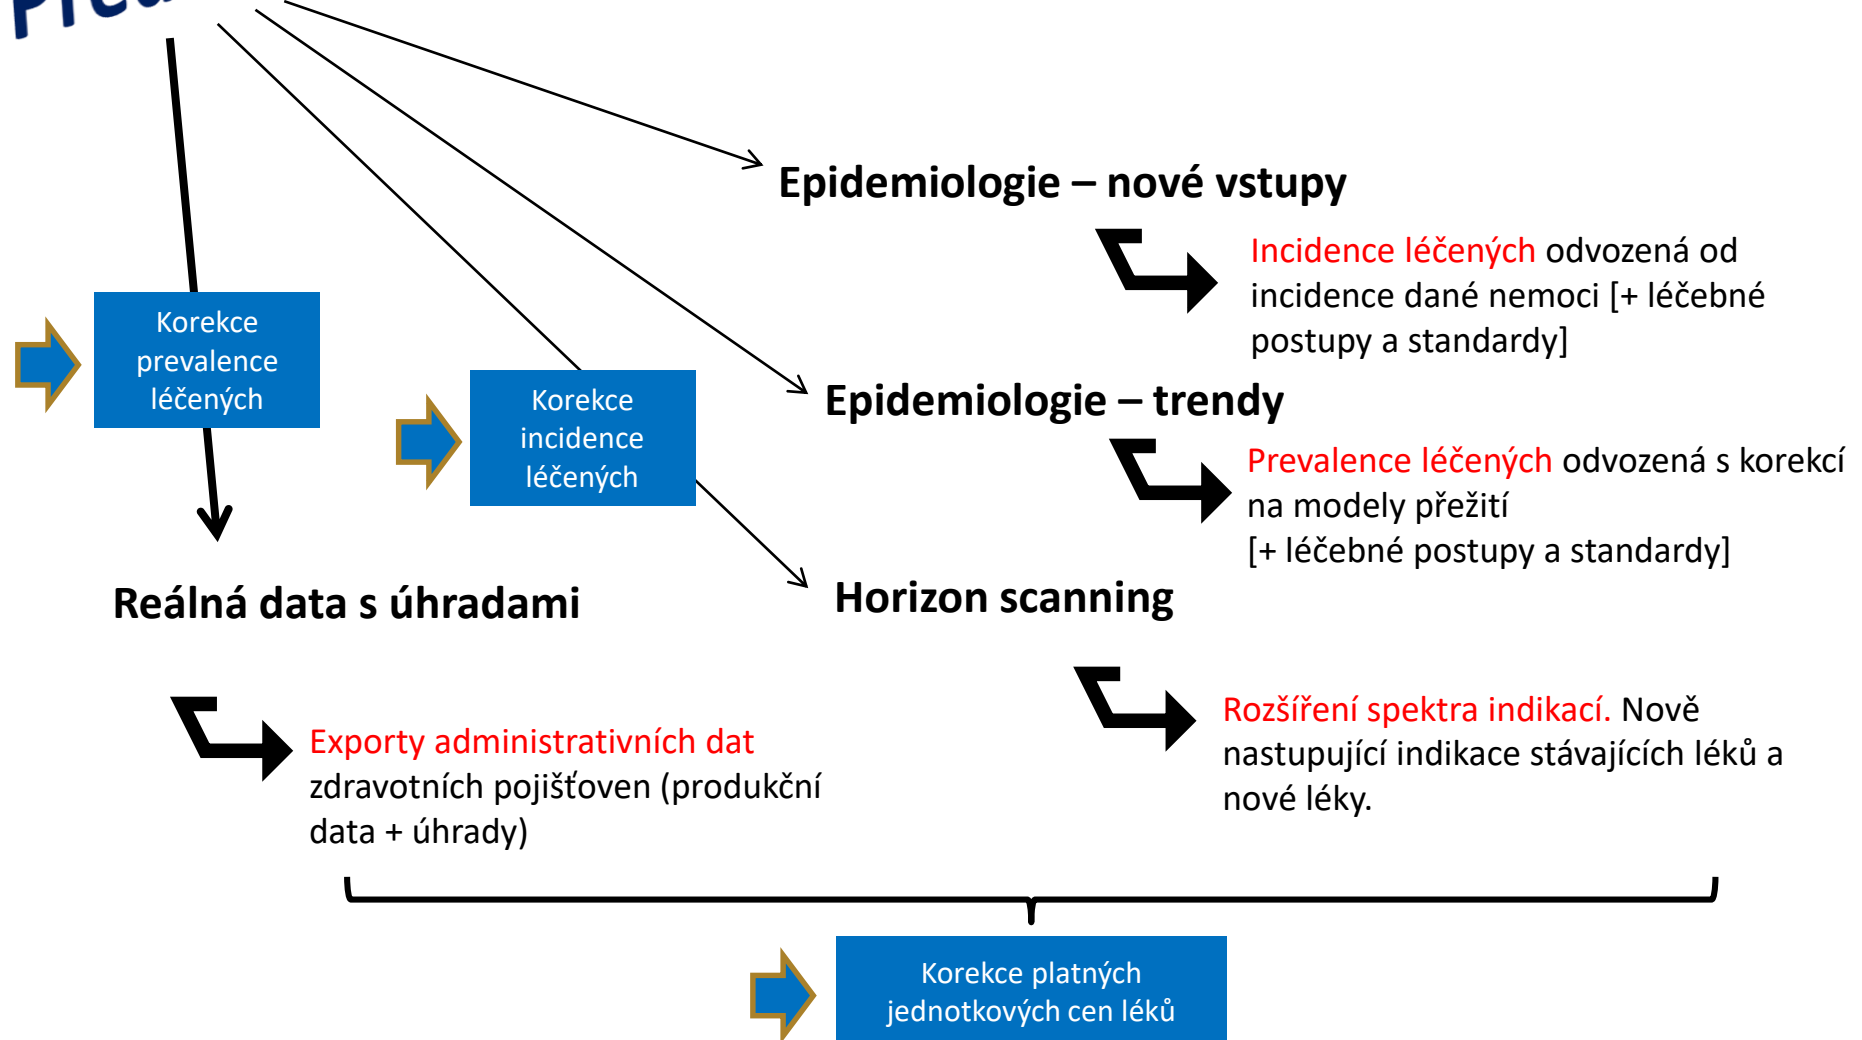 Epidemiologie – nové vstupy
Incidence léčených odvozená od
incidence dané nemoci [+ léčebné
postupy a standardy]
Korekce
prevalence
léčených
Korekce
incidence
léčených
Epidemiologie – trendy
Prevalence léčených odvozená s korekcí
na modely přežití
[+ léčebné postupy a standardy]
Reálná data s úhradami
Horizon scanning
Exporty administrativních dat
zdravotních pojišťoven (produkční
data + úhrady)
Rozšíření spektra indikací. Nově
nastupující indikace stávajících léků a
nové léky.
Korekce platných
jednotkových cen léků